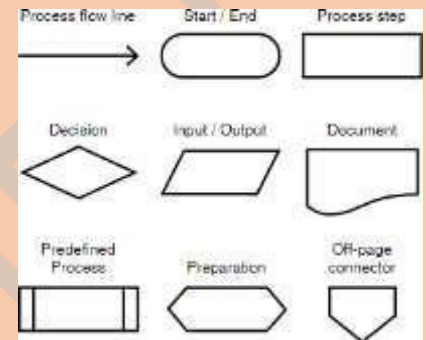 Process flow line
Start / End
Process step
Decision
Input / Output
Document
Predefined
Process
Preparation
Off-page
connector